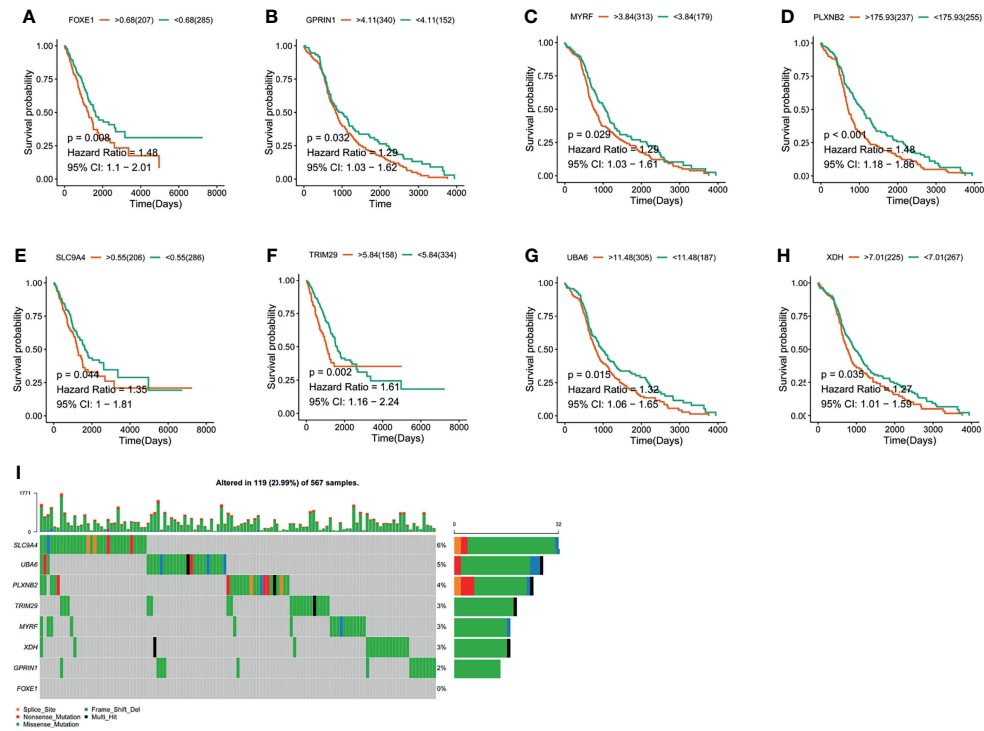 A
FOXE1 >0.68(207) <0.68(285)
Survival probability
1.00
0.75
0.50
0.25
0.00
p = 0.008
Hazard Ratio = 1.48
95% CI: 1.1 − 2.01
0 2000 4000 6000 8000
Time(Days)
B
GPRIN1 >4.11(340) <4.11(152)
Survival probability
1.00
0.75
0.50
0.25
0.00
p = 0.032
Hazard Ratio = 1.29
95% CI: 1.03 − 1.62
0 1000 2000 3000 4000
Time
C
MYRF >3.84(313) <3.84(179)
Survival probability
1.00
0.75
0.50
0.25
0.00
p = 0.029
Hazard Ratio = 1.29
95% CI: 1.03 − 1.61
0 1000 2000 3000 4000
Time(Days)
D
PLXNB2 >175.93(237) <175.93(255)
Survival probability
1.00
0.75
0.50
0.25
0.00
p < 0.001
Hazard Ratio = 1.48
95% CI: 1.18 − 1.86
0 1000 2000 3000 4000
Time(Days)
E
SLC9A4 >0.55(206) <0.55(286)
Survival probability
1.00
0.75
0.50
0.25
0.00
p = 0.044
Hazard Ratio = 1.35
95% CI: 1 − 1.81
0 2000 4000 6000 8000
Time(Days)
F
TRIM29 >5.84(158) <5.84(334)
Survival probability
1.00
0.75
0.50
0.25
0.00
p = 0.002
Hazard Ratio = 1.61
95% CI: 1.16 − 2.24
0 2000 4000 6000 8000
Time(Days)
G
UBA6 >11.48(305) <11.48(187)
Survival probability
1.00
0.75
0.50
0.25
0.00
p = 0.015
Hazard Ratio = 1.32
95% CI: 1.06 − 1.65
0 1000 2000 3000 4000
Time(Days)
H
XDH >7.01(225) <7.01(267)
Survival probability
1.00
0.75
0.50
0.25
0.00
p = 0.035
Hazard Ratio = 1.27
95% CI: 1.01 − 1.59
0 1000 2000 3000 4000
Time(Days)
I
Altered in 119 (20.99%) of 567 samples.
1771
0
0 32
SLC9A4 6%
UBA6 5%
PLXNB2 4%
TRIM29 3%
MYRF 3%
XDH 3%
GPRIN1 2%
FOXE1 0%
Splice_Site Frame_Shift_Del
Nonsense_Mutation Multi_Hit
Missense_Mutation